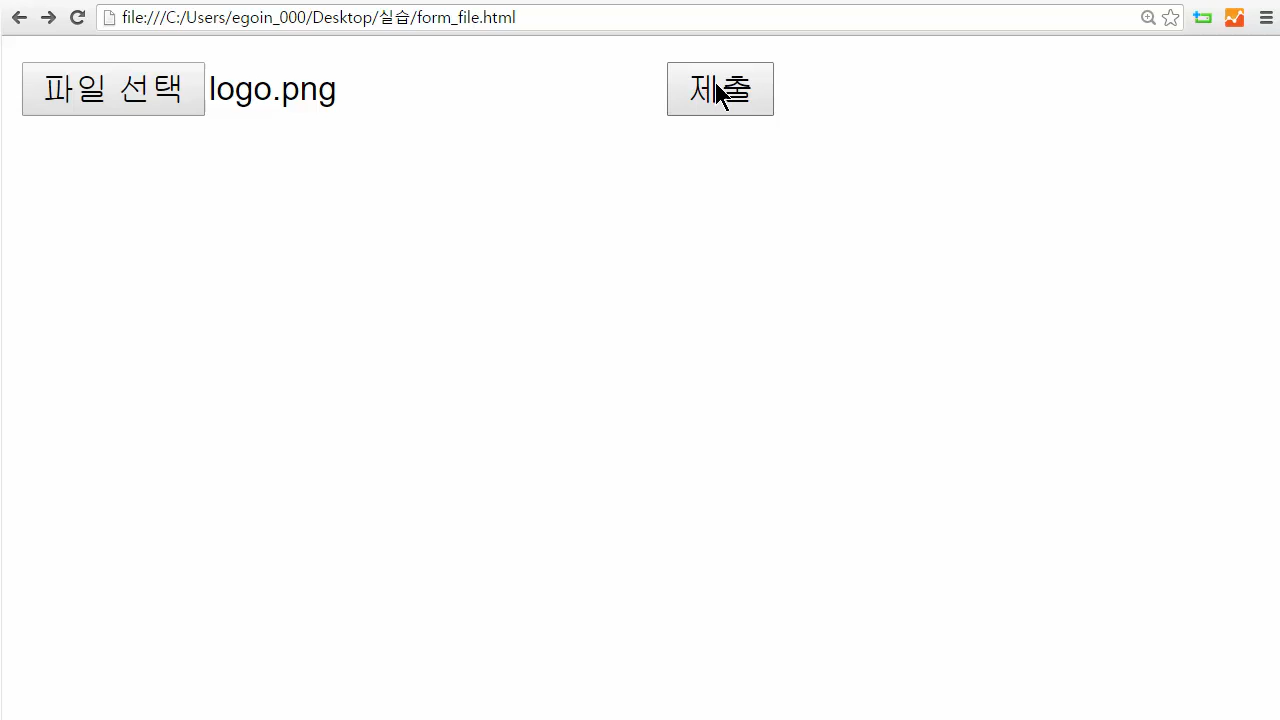 file:///C:/Users/egoin_000/Desktop/실습/form_file.html
파일 선택 logo.png 제출